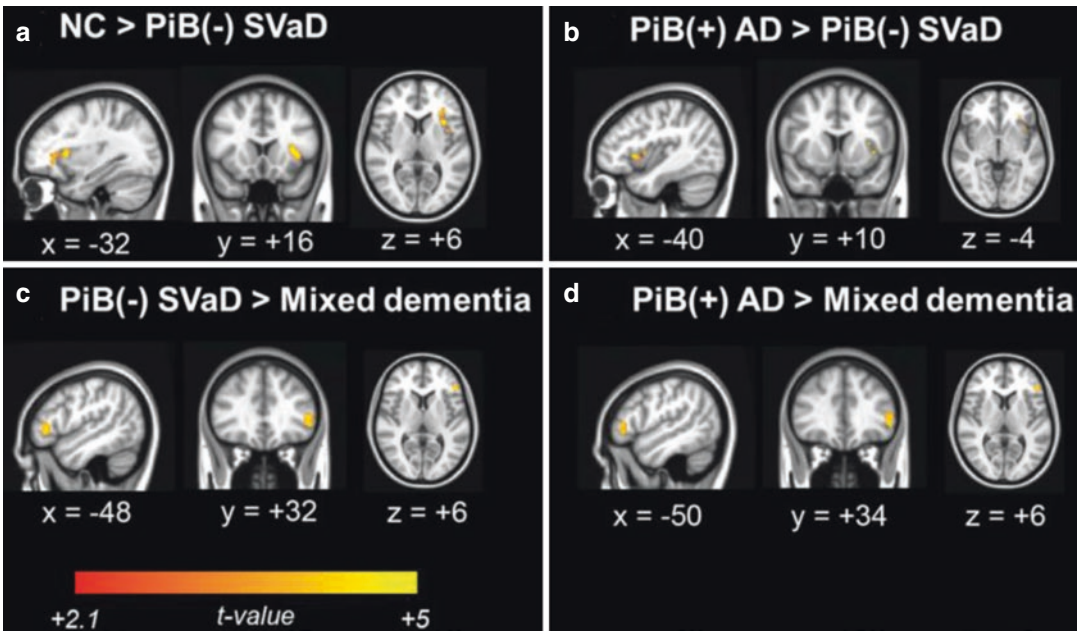 a NC > PiB(-) SVaD
x = -32 y = +16 z = +6
b PiB(+) AD > PiB(-) SVaD
x = -40 y = +10 z = -4
c PiB(-) SVaD > Mixed dementia
x = -48 y = +32 z = +6
+2.1 t-value +5
d PiB(+) AD > Mixed dementia
x = -50 y = +34 z = +6